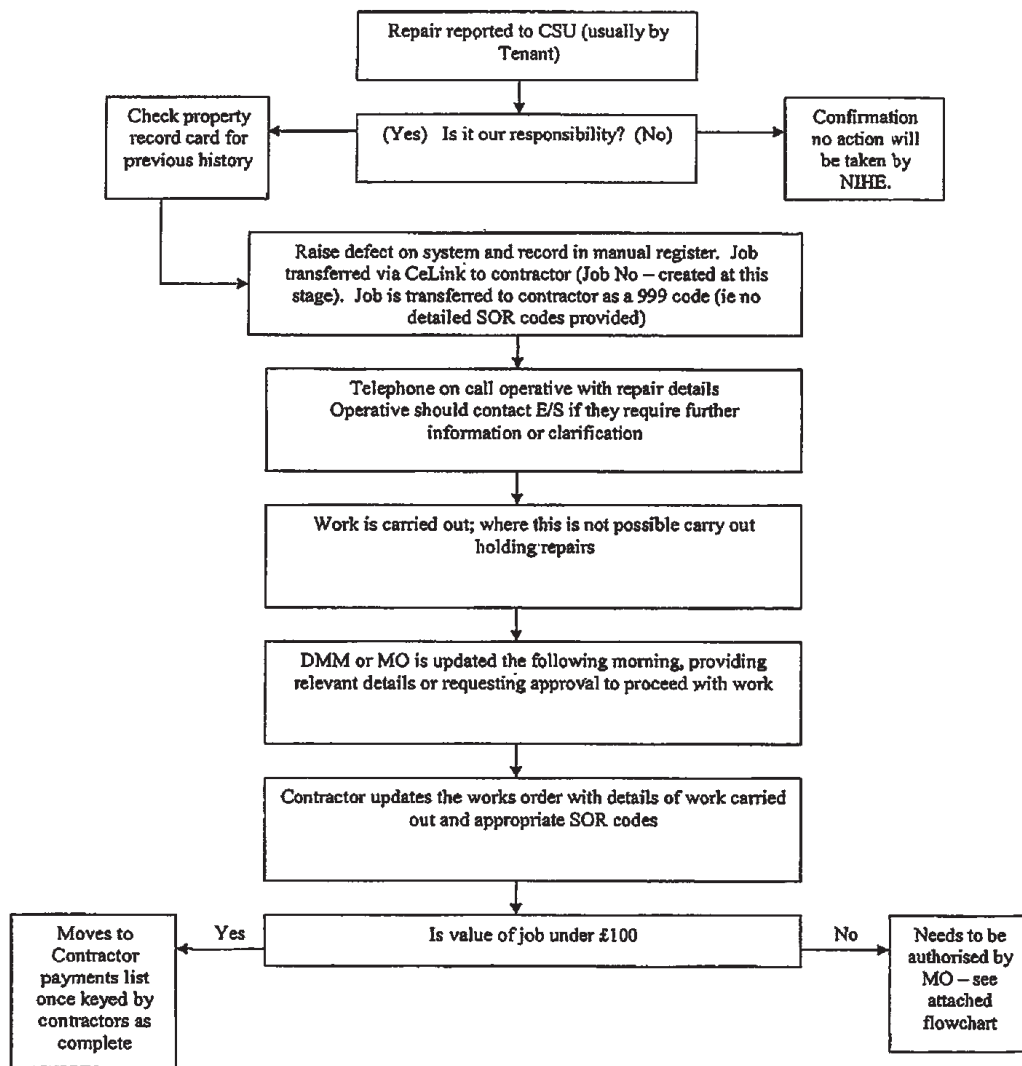 Repair reported to CSU (usually by
Tenant)
Check property
record card for
previous history
(Yes) Is it our responsibility? (No)
Confirmation
no action will
be taken by
NIHE.
Raise defect on system and record in manual register. Job
transferred via CeLink to contractor (Job No – created at this
stage). Job is transferred to contractor as a 999 code (ie no
detailed SOR codes provided)
Telephone on call operative with repair details
Operative should contact E/S if they require further
information or clarification
Work is carried out; where this is not possible carry out
holding repairs
DMM or MO is updated the following morning, providing
relevant details or requesting approval to proceed with work
Contractor updates the works order with details of work carried
out and appropriate SOR codes
Moves to
Contractor
payments list
once keyed by
contractors as
complete
Yes
Is value of job under £100
No
Needs to be
authorised by
MO – see
attached
flowchart